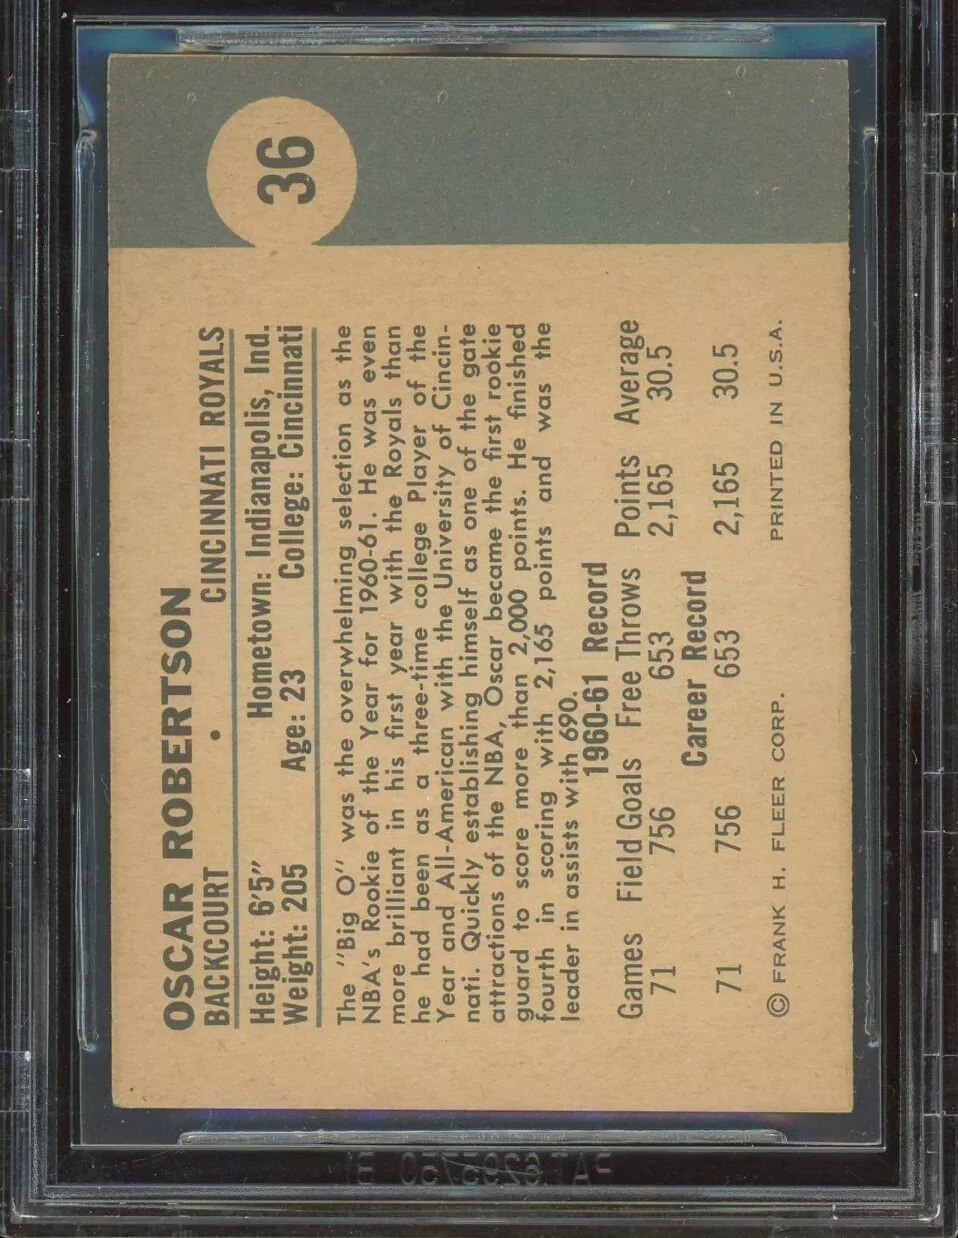 36
OSCAR ROBERTSON
BACKCOURT • CINCINNATI ROYALS
Height: 6'5" Hometown: Indianapolis, Ind.
Weight: 205 Age: 23 College: Cincinnati
The "Big O" was the overwhelming selection as the
NBA's Rookie of the Year for 1960-61. He was even
more brilliant in his first year with the Royals than
he had been as a three-time college Player of the
Year and All-American with the University of Cincin-
nati. Quickly establishing himself as one of the gate
attractions of the NBA, Oscar became the first rookie
guard to score more than 2,000 points. He finished
fourth in scoring with 2,165 points and was the
leader in assists with 690.
1960-61 Record
Games Field Goals Free Throws Points Average
71 756 653 2,165 30.5
Career Record
71 756 653 2,165 30.5
© FRANK H. FLEER CORP. PRINTED IN U.S.A.